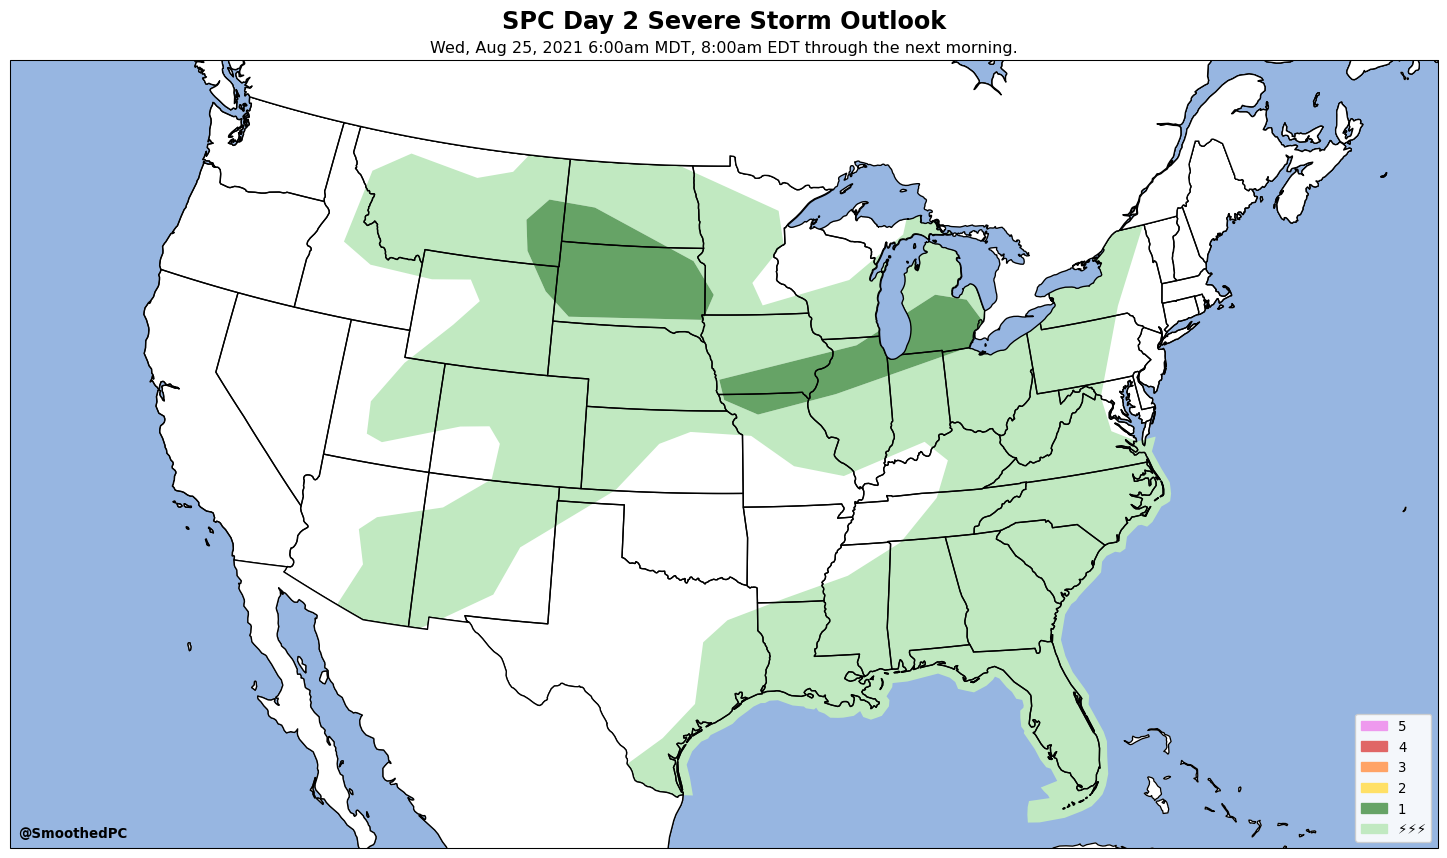 SPC Day 2 Severe Storm Outlook
Wed, Aug 25, 2021 6:00am MDT, 8:00am EDT through the next morning.
5
4
3
2
1
⚡⚡⚡
@SmoothedPC